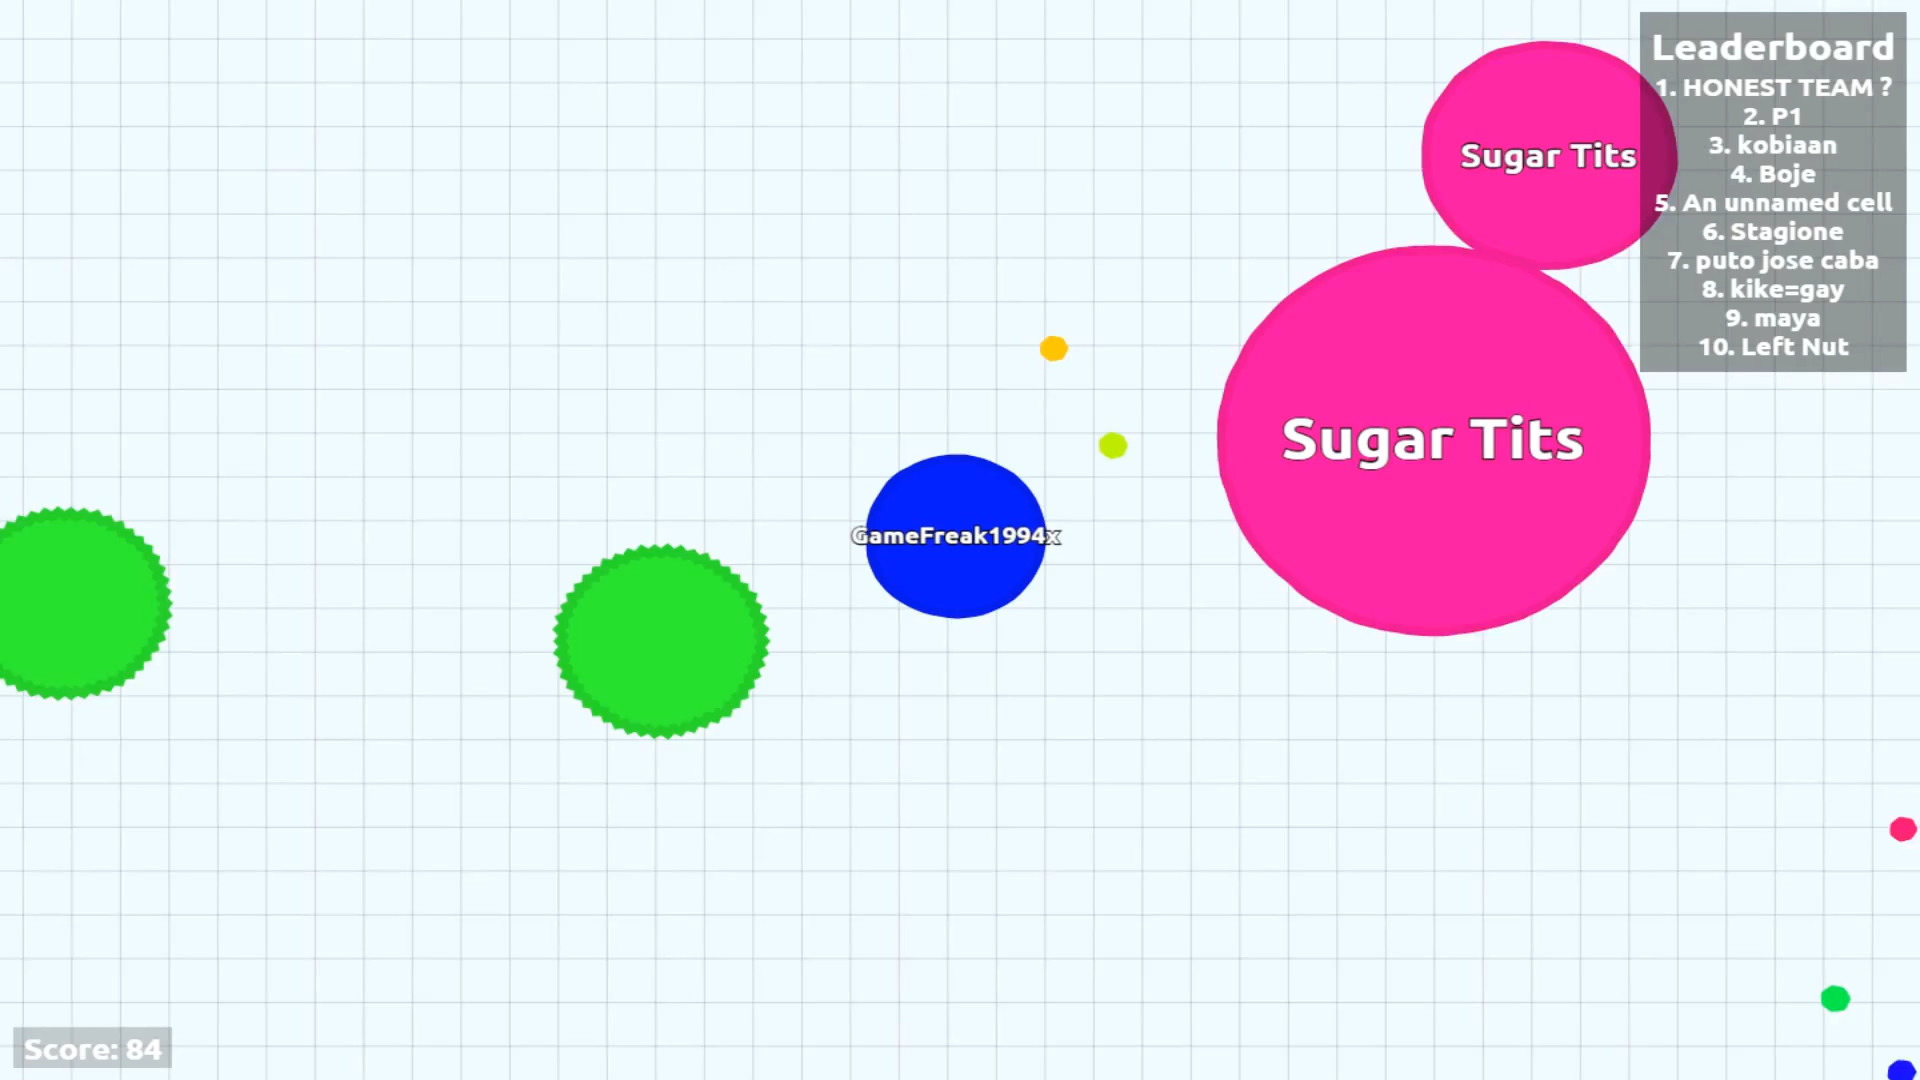 Leaderboard
1. HONEST TEAM ?
2. P1
3. kobiaan
4. Boje
5. An unnamed cell
6. Stagione
7. puto jose caba
8. kike=gay
9. maya
10. Left Nut
Sugar Tits
Sugar Tits
GameFreak1994x
Score: 84